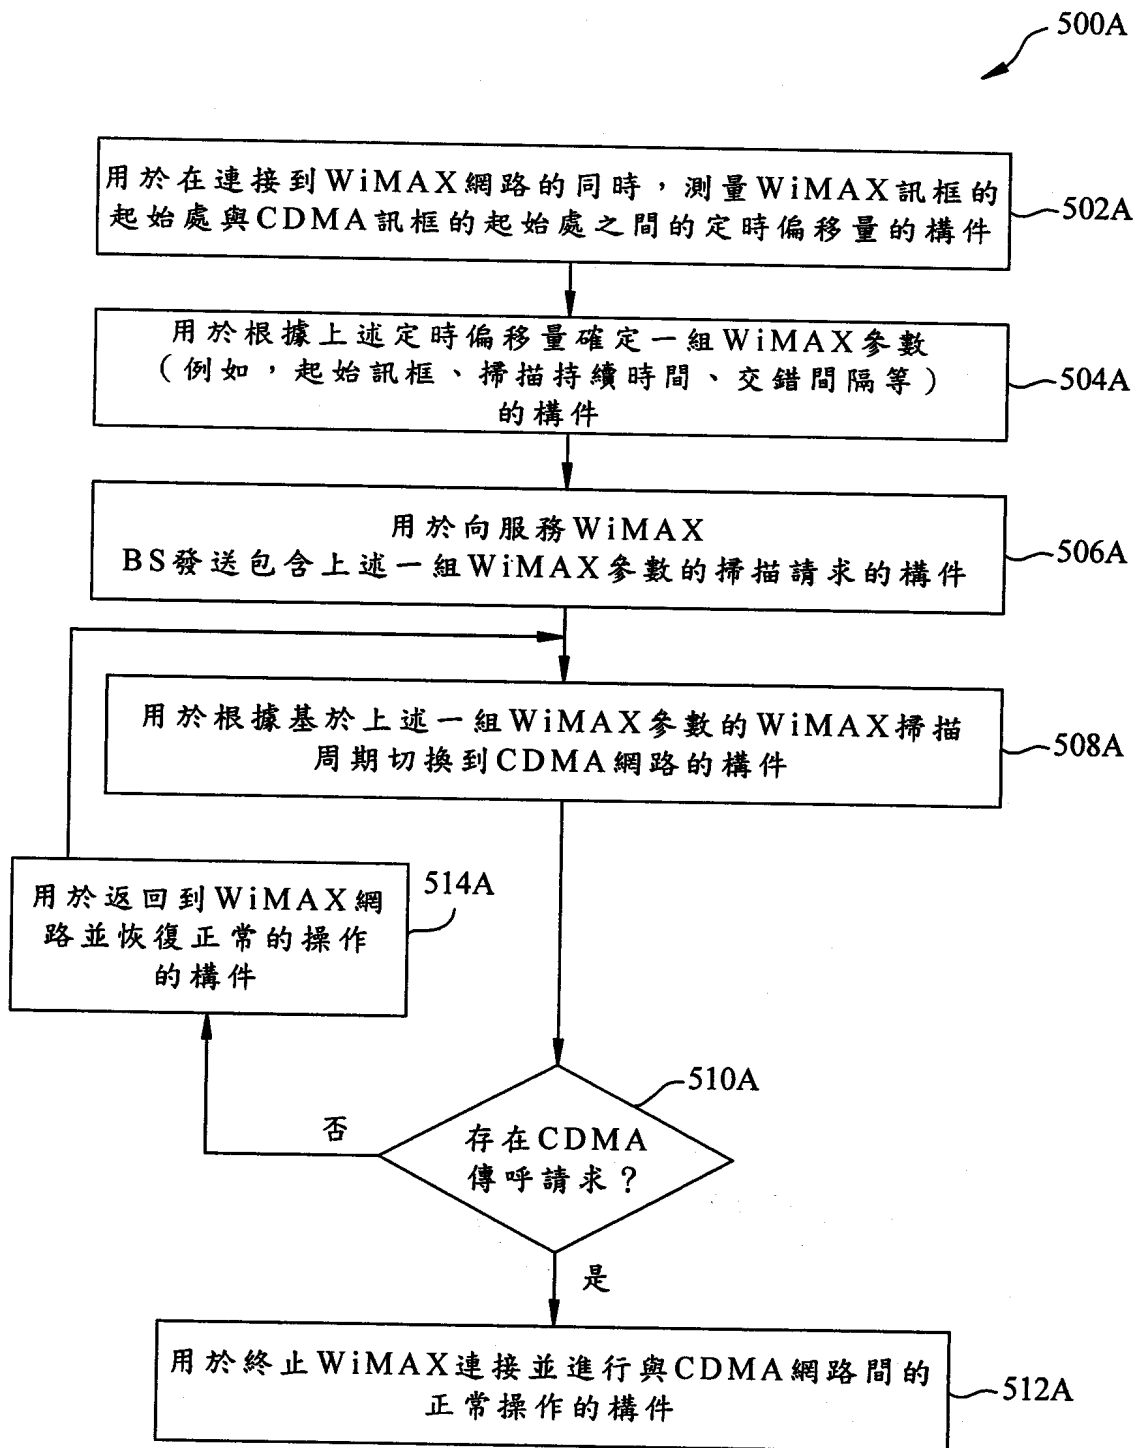 500A
用於在連接到WiMAX網路的同時，測量WiMAX訊框的
起始處與CDMA訊框的起始處之間的定時偏移量的構件
502A
用於根據上述定時偏移量確定一組WiMAX參數
（例如，起始訊框、掃描持續時間、交錯間隔等）
的構件
504A
用於向服務WiMAX
BS發送包含上述一組WiMAX參數的掃描請求的構件
506A
用於根據基於上述一組WiMAX參數的WiMAX掃描
周期切換到CDMA網路的構件
508A
用於返回到WiMAX網
路並恢復正常的操作
的構件
514A
510A
存在CDMA
傳呼請求？
否
是
用於終止WiMAX連接並進行與CDMA網路間的
正常操作的構件
512A